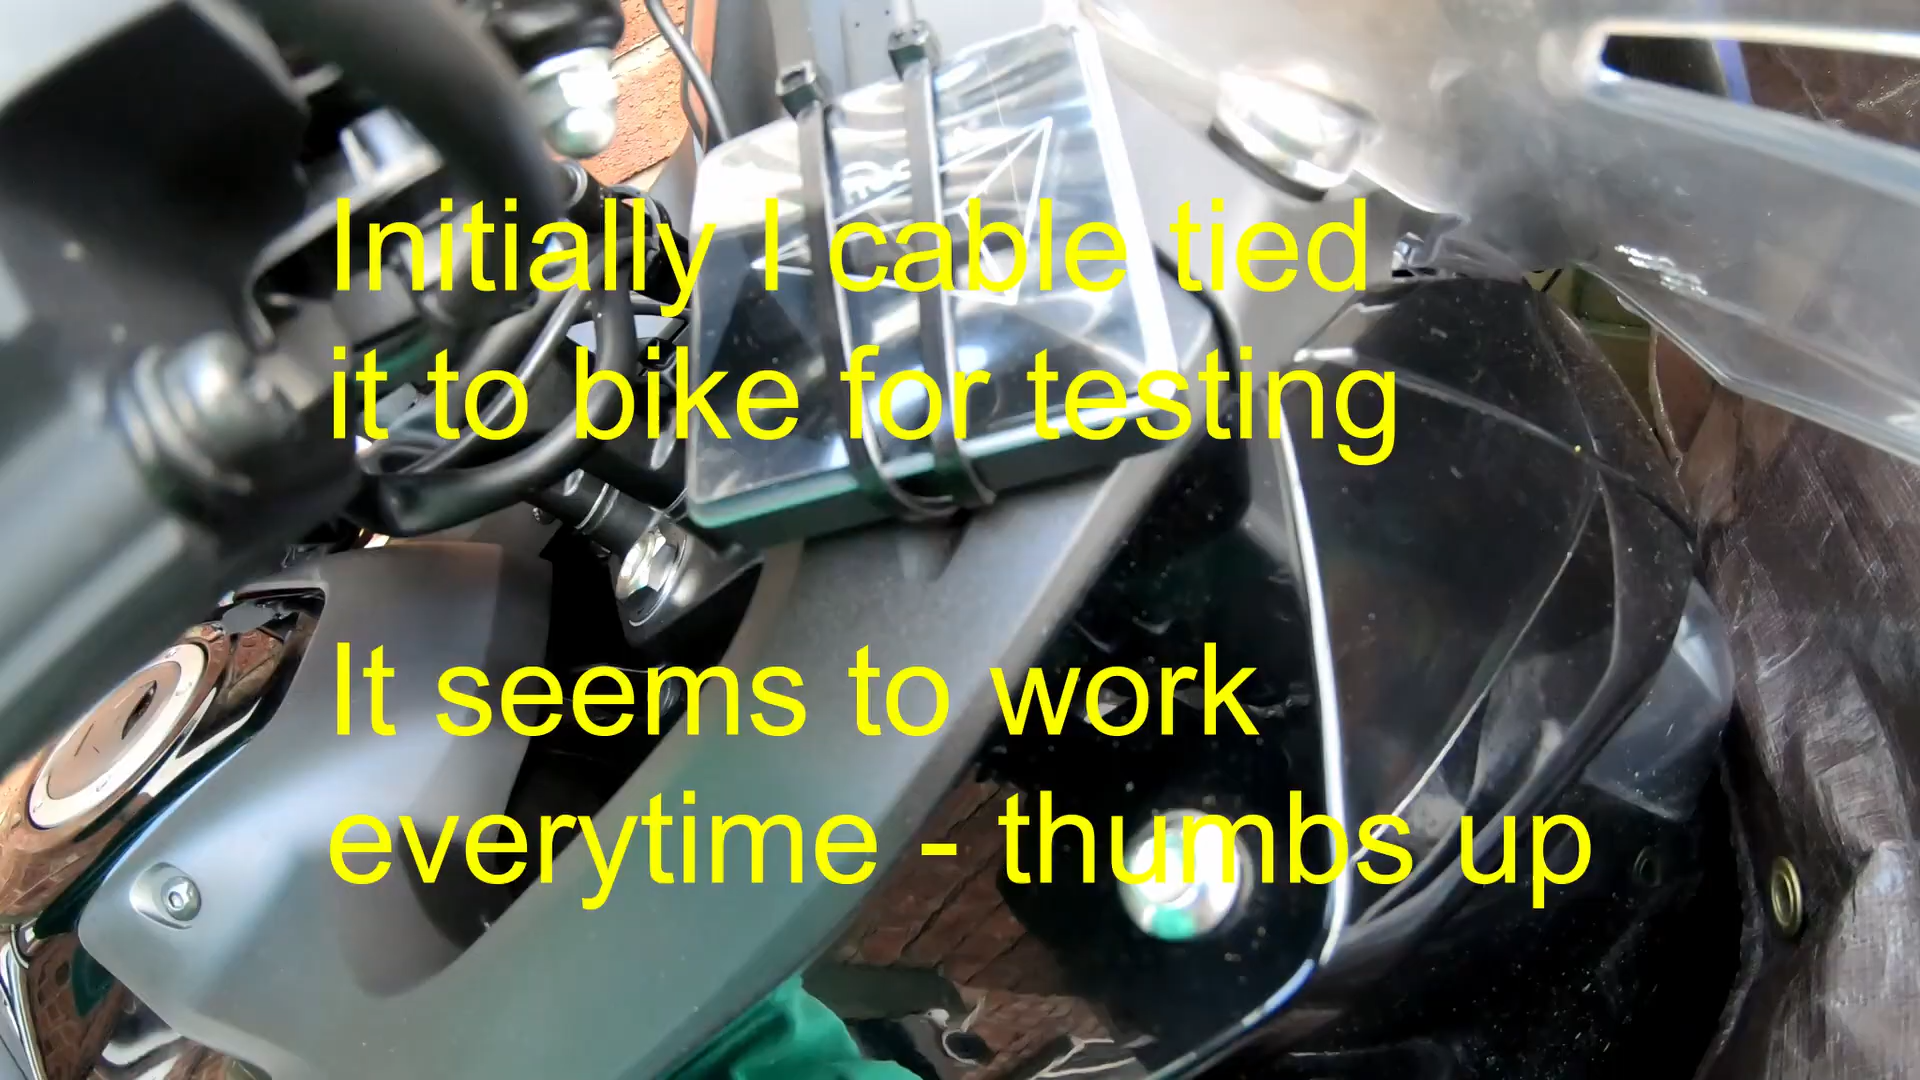 Initially I cable tied
it to bike for testing
It seems to work
everytime - thumbs up